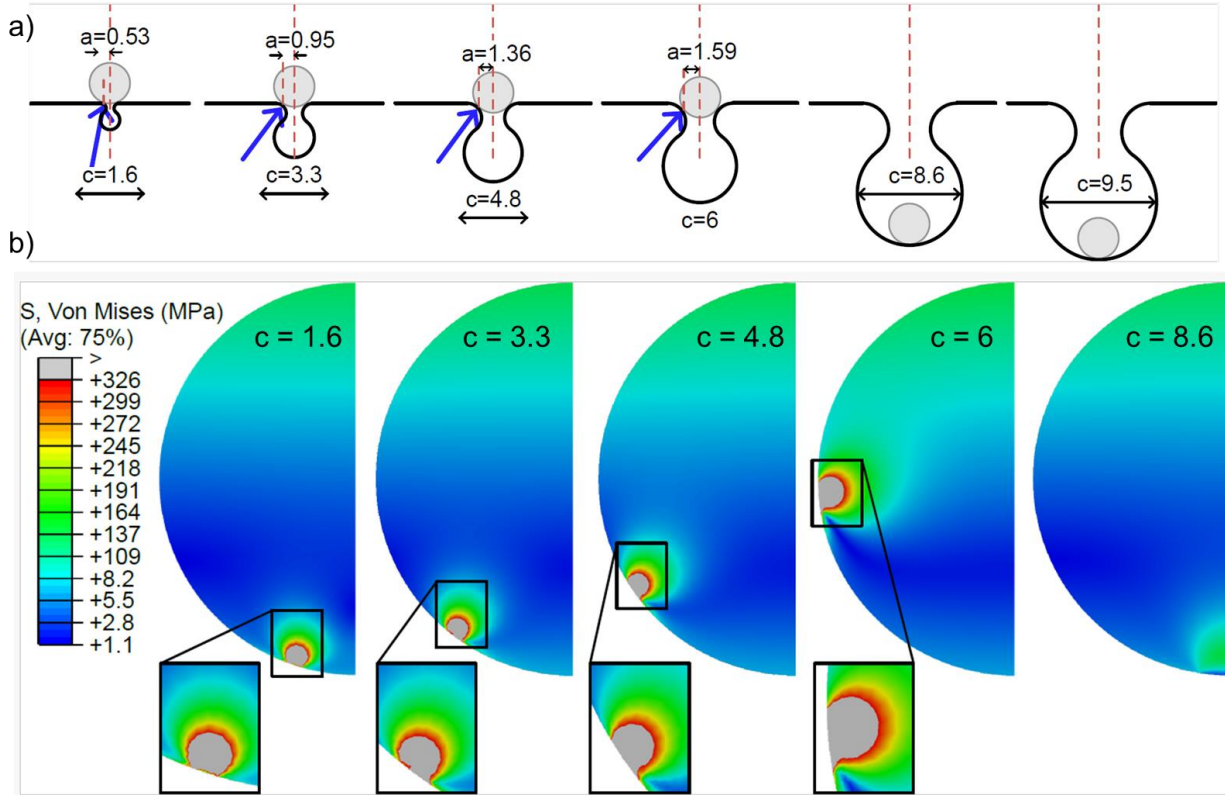 a)
a=0.53
a=0.95
a=1.36
a=1.59
c=1.6
c=3.3
c=4.8
c=6
c=8.6
c=9.5
b)
S, Von Mises (MPa)
(Avg: 75%)
>
+326
+299
+272
+245
+218
+191
+164
+137
+109
+8.2
+5.5
+2.8
+1.1
c = 1.6
c = 3.3
c = 4.8
c = 6
c = 8.6